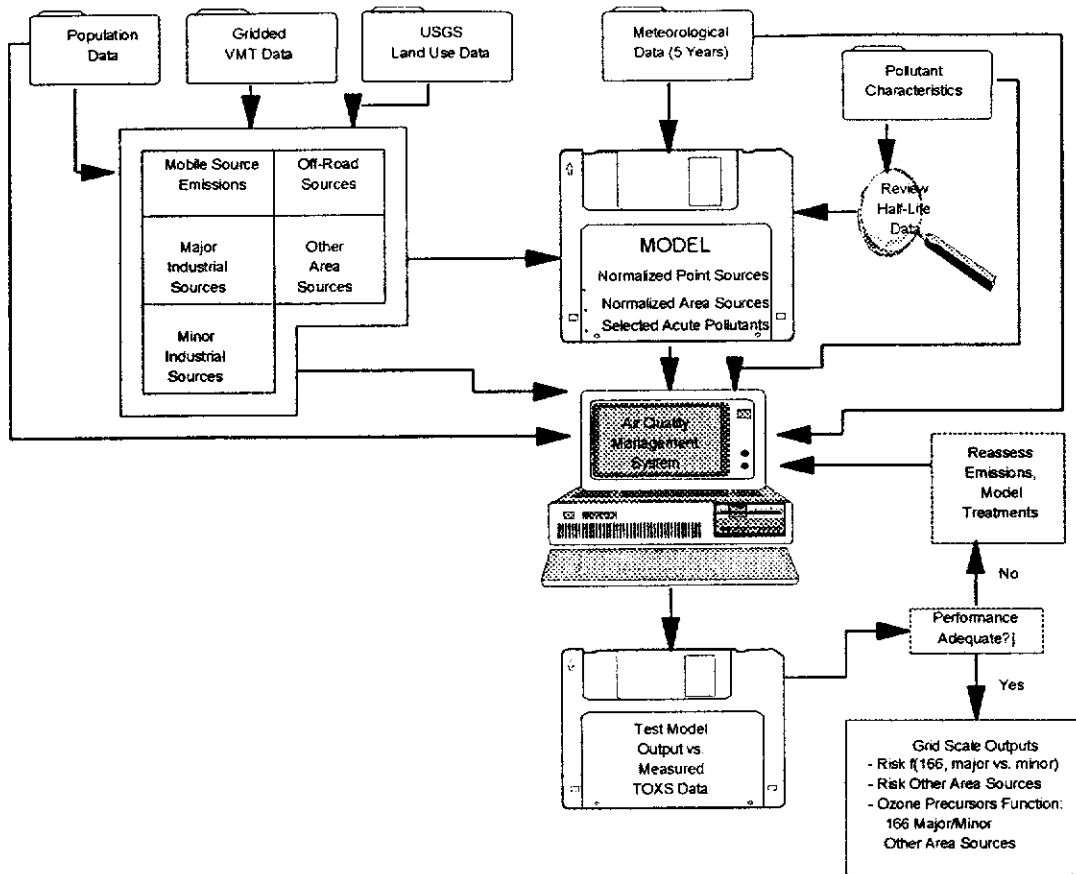 Population
Data
Gridded
VMT Data
USGS
Land Use Data
Meteorological
Data (5 Years)
Pollutant
Characteristics
Mobile Source
Emissions
Off-Road
Sources
Major
Industrial
Sources
Other
Area
Sources
Minor
Industrial
Sources
MODEL
Normalized Point Sources
Normalized Area Sources
Selected Acute Pollutants
Review
Half-Life
Data
Air Quality
Management
System
Reassess
Emissions,
Model
Treatments
No
Performance
Adequate?
Yes
Test Model
Output vs.
Measured
TOXS Data
Grid Scale Outputs
- Risk f(166, major vs. minor)
- Risk Other Area Sources
- Ozone Precursors Function:
166 Major/Minor
Other Area Sources